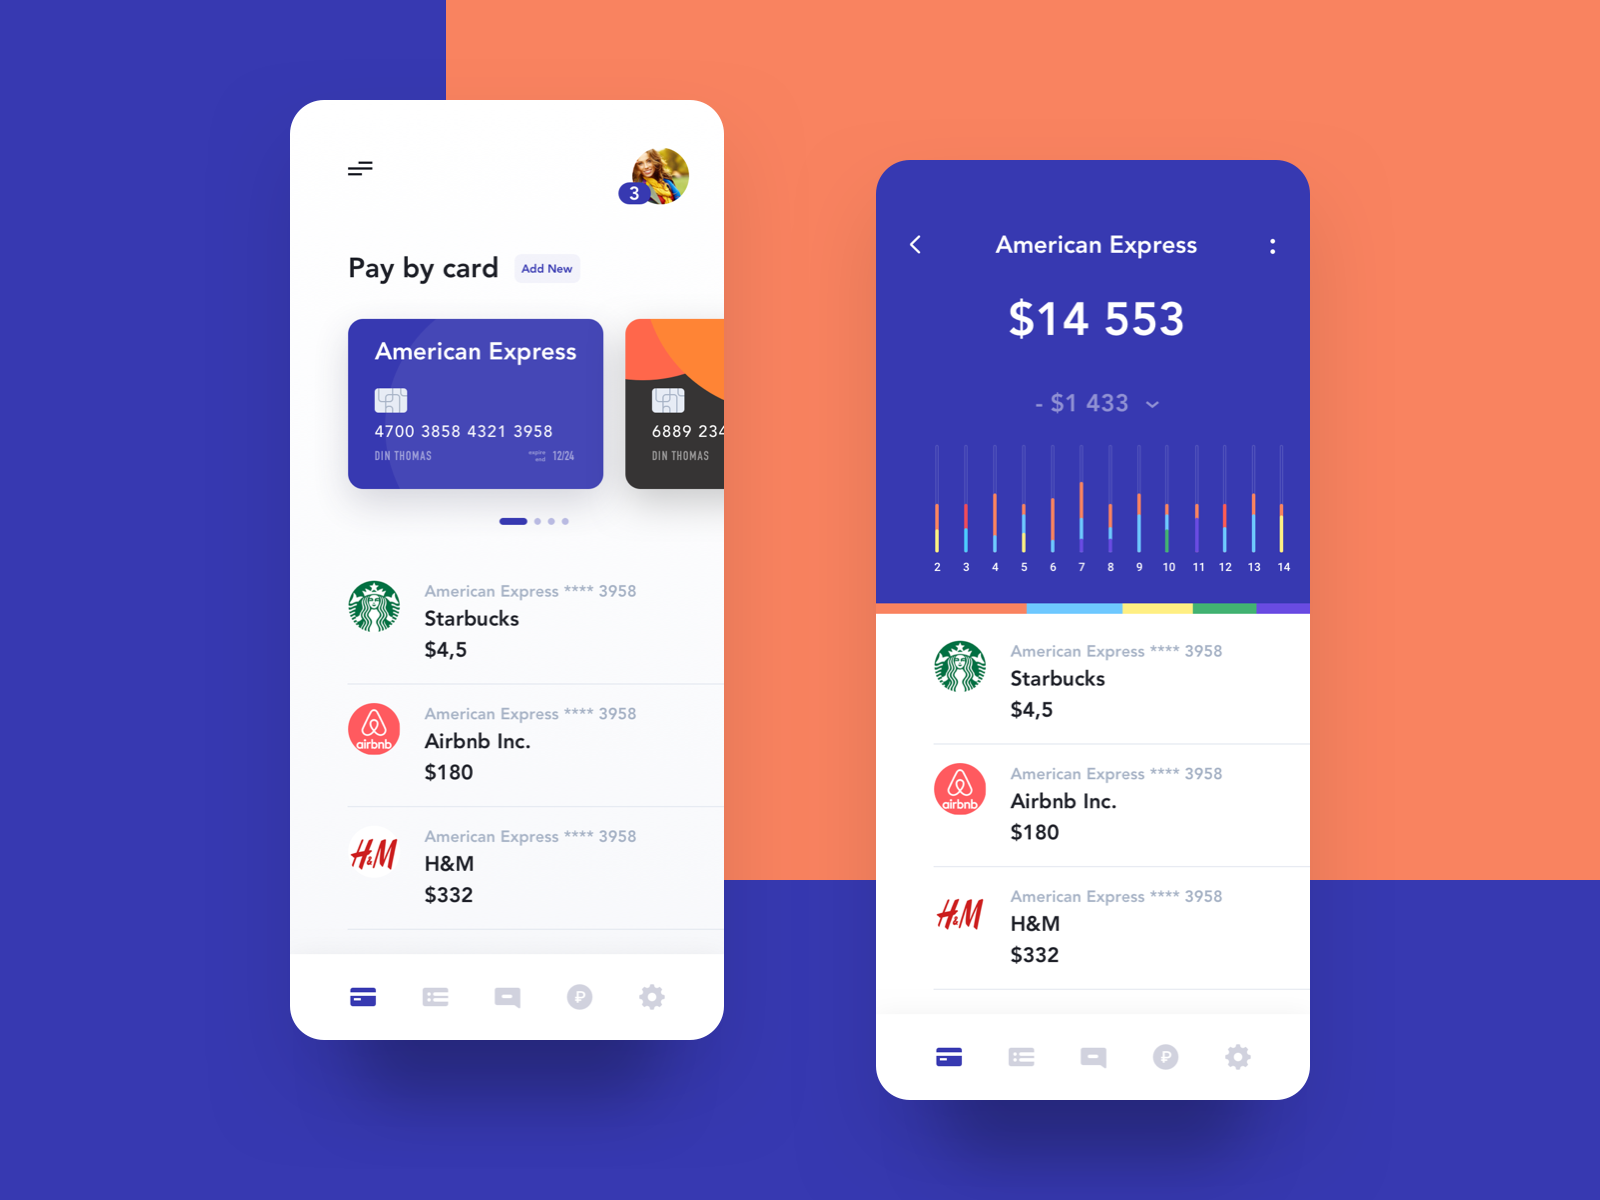 3
Pay by card
Add New
American Express
4700 3858 4321 3958
DIN THOMAS
expire
end
12/24
6889 234
DIN THOMAS
American Express **** 3958
Starbucks
$4,5
airbnb
American Express **** 3958
Airbnb Inc.
$180
H&M
American Express **** 3958
H&M
$332
₽
American Express
$14 553
- $1 433
2 3 4 5 6 7 8 9 10 11 12 13 14
American Express **** 3958
Starbucks
$4,5
airbnb
American Express **** 3958
Airbnb Inc.
$180
H&M
American Express **** 3958
H&M
$332
₽